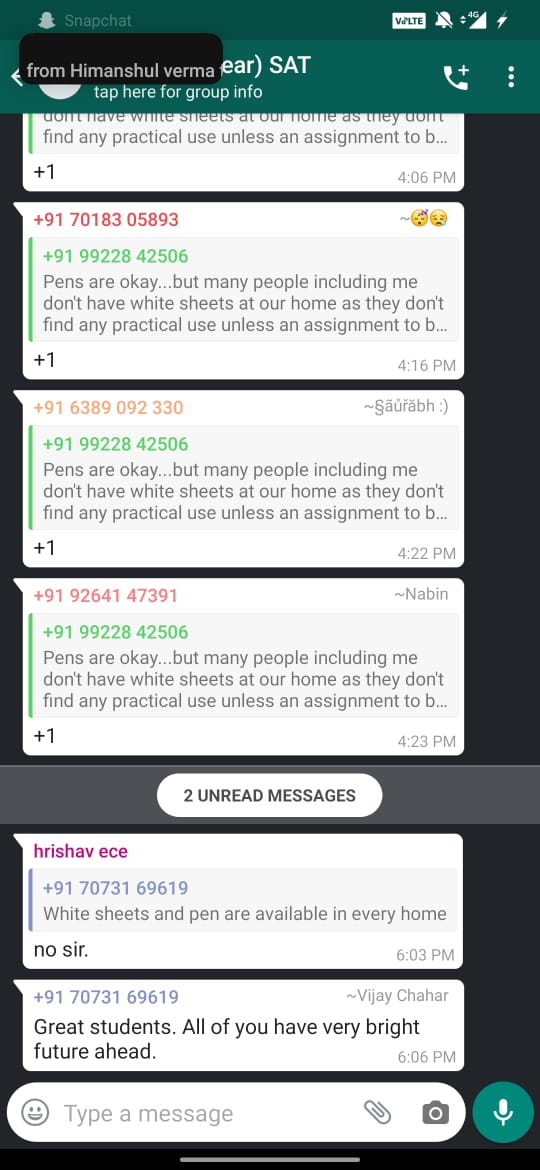 Snapchat
VoLTE 4G
from Himanshul verma
ear) SAT
tap here for group info
don't have white sheets at our home as they don't
find any practical use unless an assignment to b...
+1
4:06 PM
+91 70183 05893 ~😴😪
+91 99228 42506
Pens are okay...but many people including me
don't have white sheets at our home as they don't
find any practical use unless an assignment to b...
+1
4:16 PM
+91 6389 092 330 ~§ãůřăbh :)
+91 99228 42506
Pens are okay...but many people including me
don't have white sheets at our home as they don't
find any practical use unless an assignment to b...
+1
4:22 PM
+91 92641 47391 ~Nabin
+91 99228 42506
Pens are okay...but many people including me
don't have white sheets at our home as they don't
find any practical use unless an assignment to b...
+1
4:23 PM
2 UNREAD MESSAGES
hrishav ece
+91 70731 69619
White sheets and pen are available in every home
no sir.
6:03 PM
+91 70731 69619 ~Vijay Chahar
Great students. All of you have very bright
future ahead.
6:06 PM
Type a message